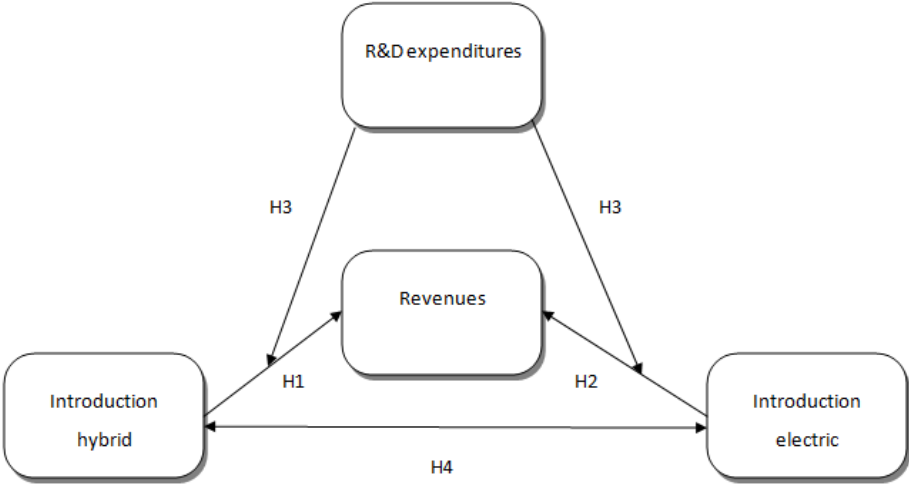 R&D expenditures
H3
H3
Revenues
H1
H2
Introduction
hybrid
Introduction
electric
H4